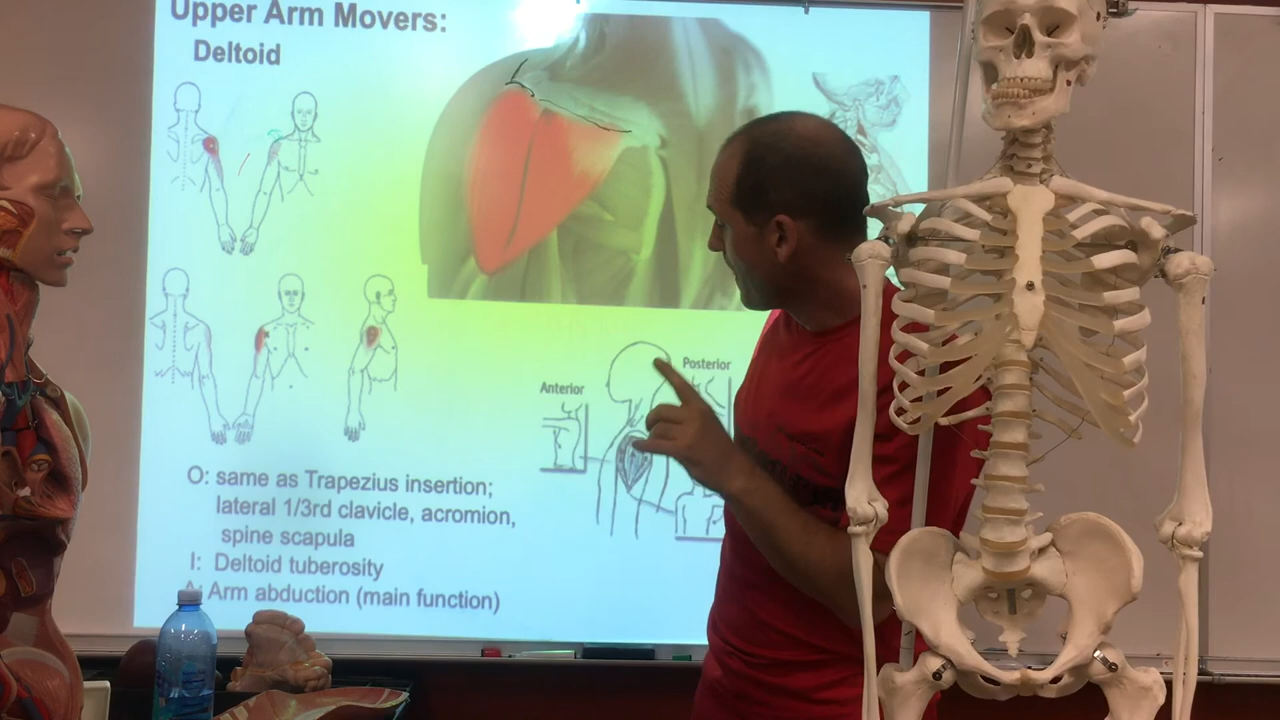 Upper Arm Movers:
Deltoid
Posterior
Anterior
O: same as Trapezius insertion;
lateral 1/3rd clavicle, acromion,
spine scapula
I: Deltoid tuberosity
A: Arm abduction (main function)